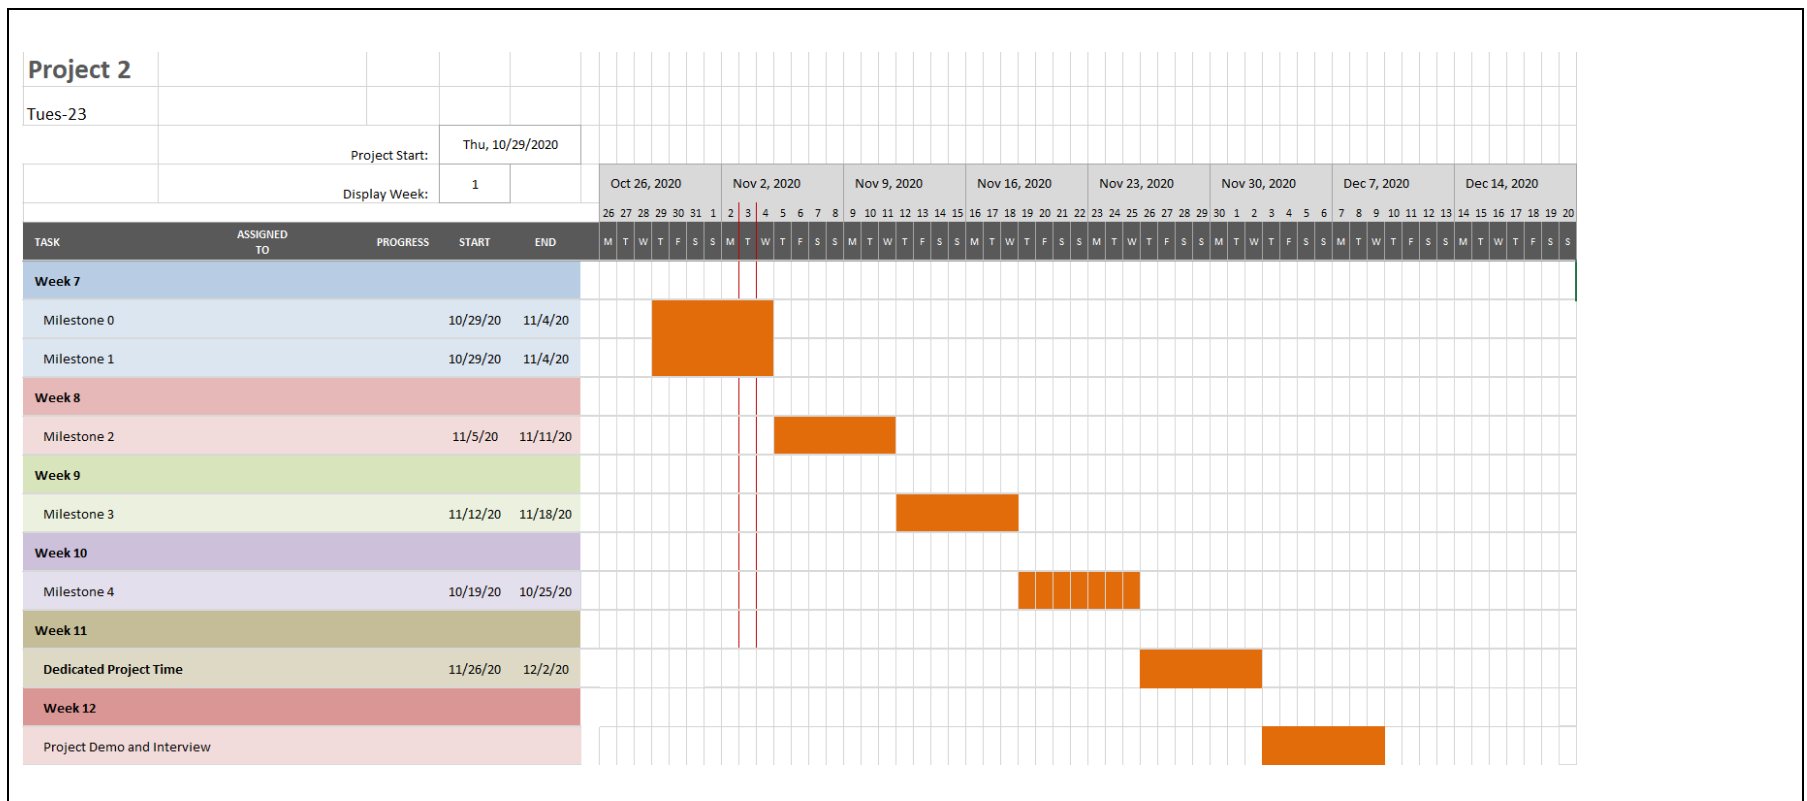 Project 2
Tues-23
Project Start: Thu, 10/29/2020
Display Week: 1
Oct 26, 2020 Nov 2, 2020 Nov 9, 2020 Nov 16, 2020 Nov 23, 2020 Nov 30, 2020 Dec 7, 2020 Dec 14, 2020
26 27 28 29 30 31 1 2 3 4 5 6 7 8 9 10 11 12 13 14 15 16 17 18 19 20 21 22 23 24 25 26 27 28 29 30 1 2 3 4 5 6 7 8 9 10 11 12 13 14 15 16 17 18 19 20
TASK ASSIGNED TO PROGRESS START END M T W T F S S M T W T F S S M T W T F S S M T W T F S S M T W T F S S M T W T F S S M T W T F S S M T W T F S S
Week 7
Milestone 0 10/29/20 11/4/20
Milestone 1 10/29/20 11/4/20
Week 8
Milestone 2 11/5/20 11/11/20
Week 9
Milestone 3 11/12/20 11/18/20
Week 10
Milestone 4 10/19/20 10/25/20
Week 11
Dedicated Project Time 11/26/20 12/2/20
Week 12
Project Demo and Interview